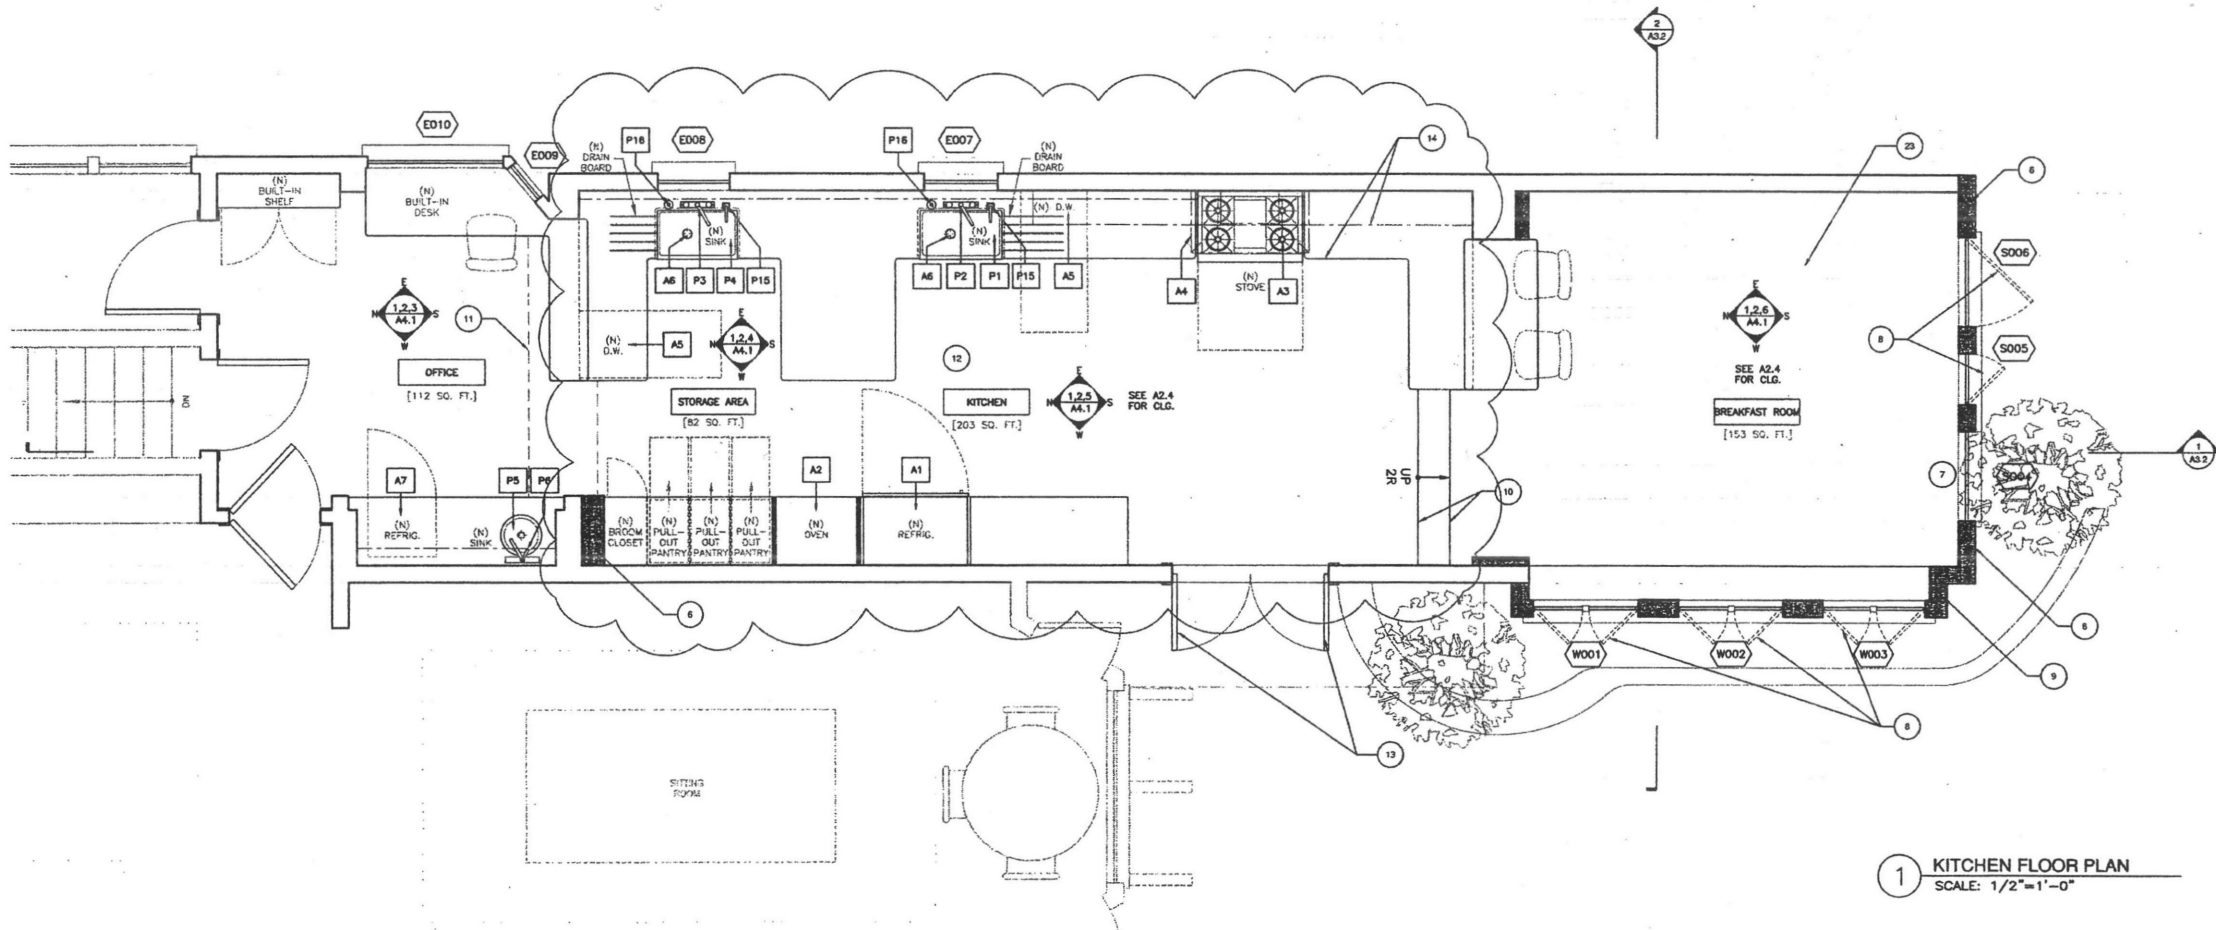 2
A3.2
E010
E009
(N)
DRAIN
BOARD
P16
E008
P16
E007
(N)
DRAIN
BOARD
14
23
5
(N)
BUILT-IN
SHELF
(N)
BUILT-IN
DESK
(N)
SINK
(N)
SINK
(N) D.W.
S006
A6
P3
P4
P15
A6
P2
P1
P15
A5
A4
(N)
STOVE
A3
E
N
1,2,3
A4.1
S
W
11
(N)
D.W.
A5
E
N
1,2,4
A4.1
S
W
12
E
N
1,2,6
A4.1
S
W
8
S005
OFFICE
[112 SQ. FT.]
STORAGE AREA
[82 SQ. FT.]
KITCHEN
[203 SQ. FT.]
E
N
1,2,5
A4.1
S
W
SEE A2.4
FOR CLG.
SEE A2.4
FOR CLG.
BREAKFAST ROOM
[153 SQ. FT.]
DN
1
A3.2
A7
P5
P6
A2
A1
UP
2R
10
7
S004
(N)
REFRIG.
(N)
SINK
(N)
BROOM
CLOSET
(N)
PULL-
OUT
PANTRY
(N)
PULL-
OUT
PANTRY
(N)
PULL-
OUT
PANTRY
(N)
OVEN
(N)
REFRIG.
6
6
W001
W002
W003
9
8
13
SITTING
ROOM
1
KITCHEN FLOOR PLAN
SCALE: 1/2"=1'-0"